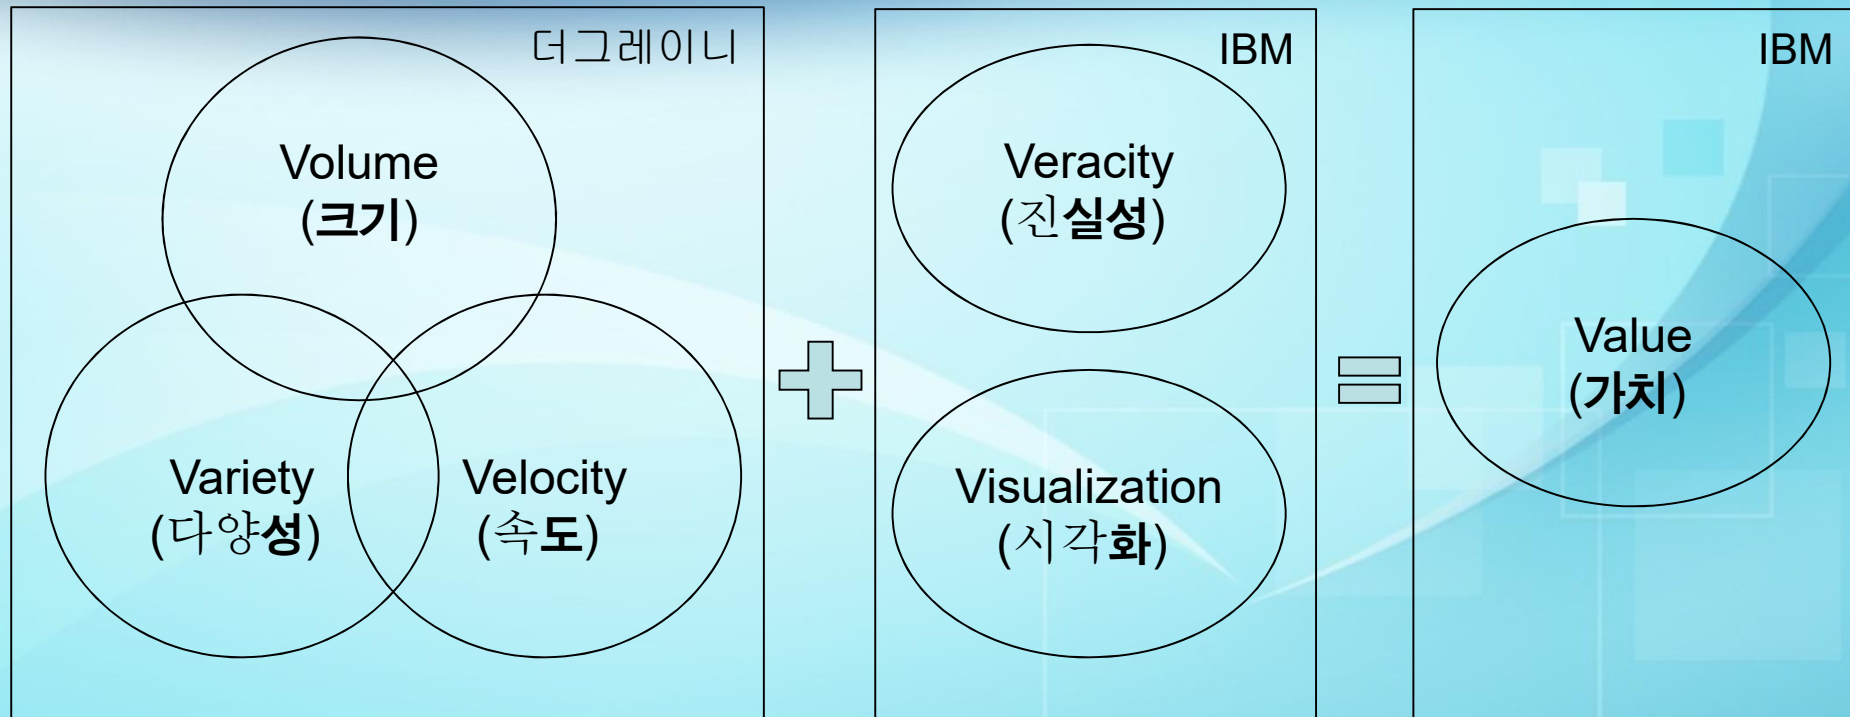 더그레이니
Volume
(크기)
Variety
(다양성)
Velocity
(속도)
IBM
Veracity
(진실성)
Visualization
(시각화)
IBM
Value
(가치)